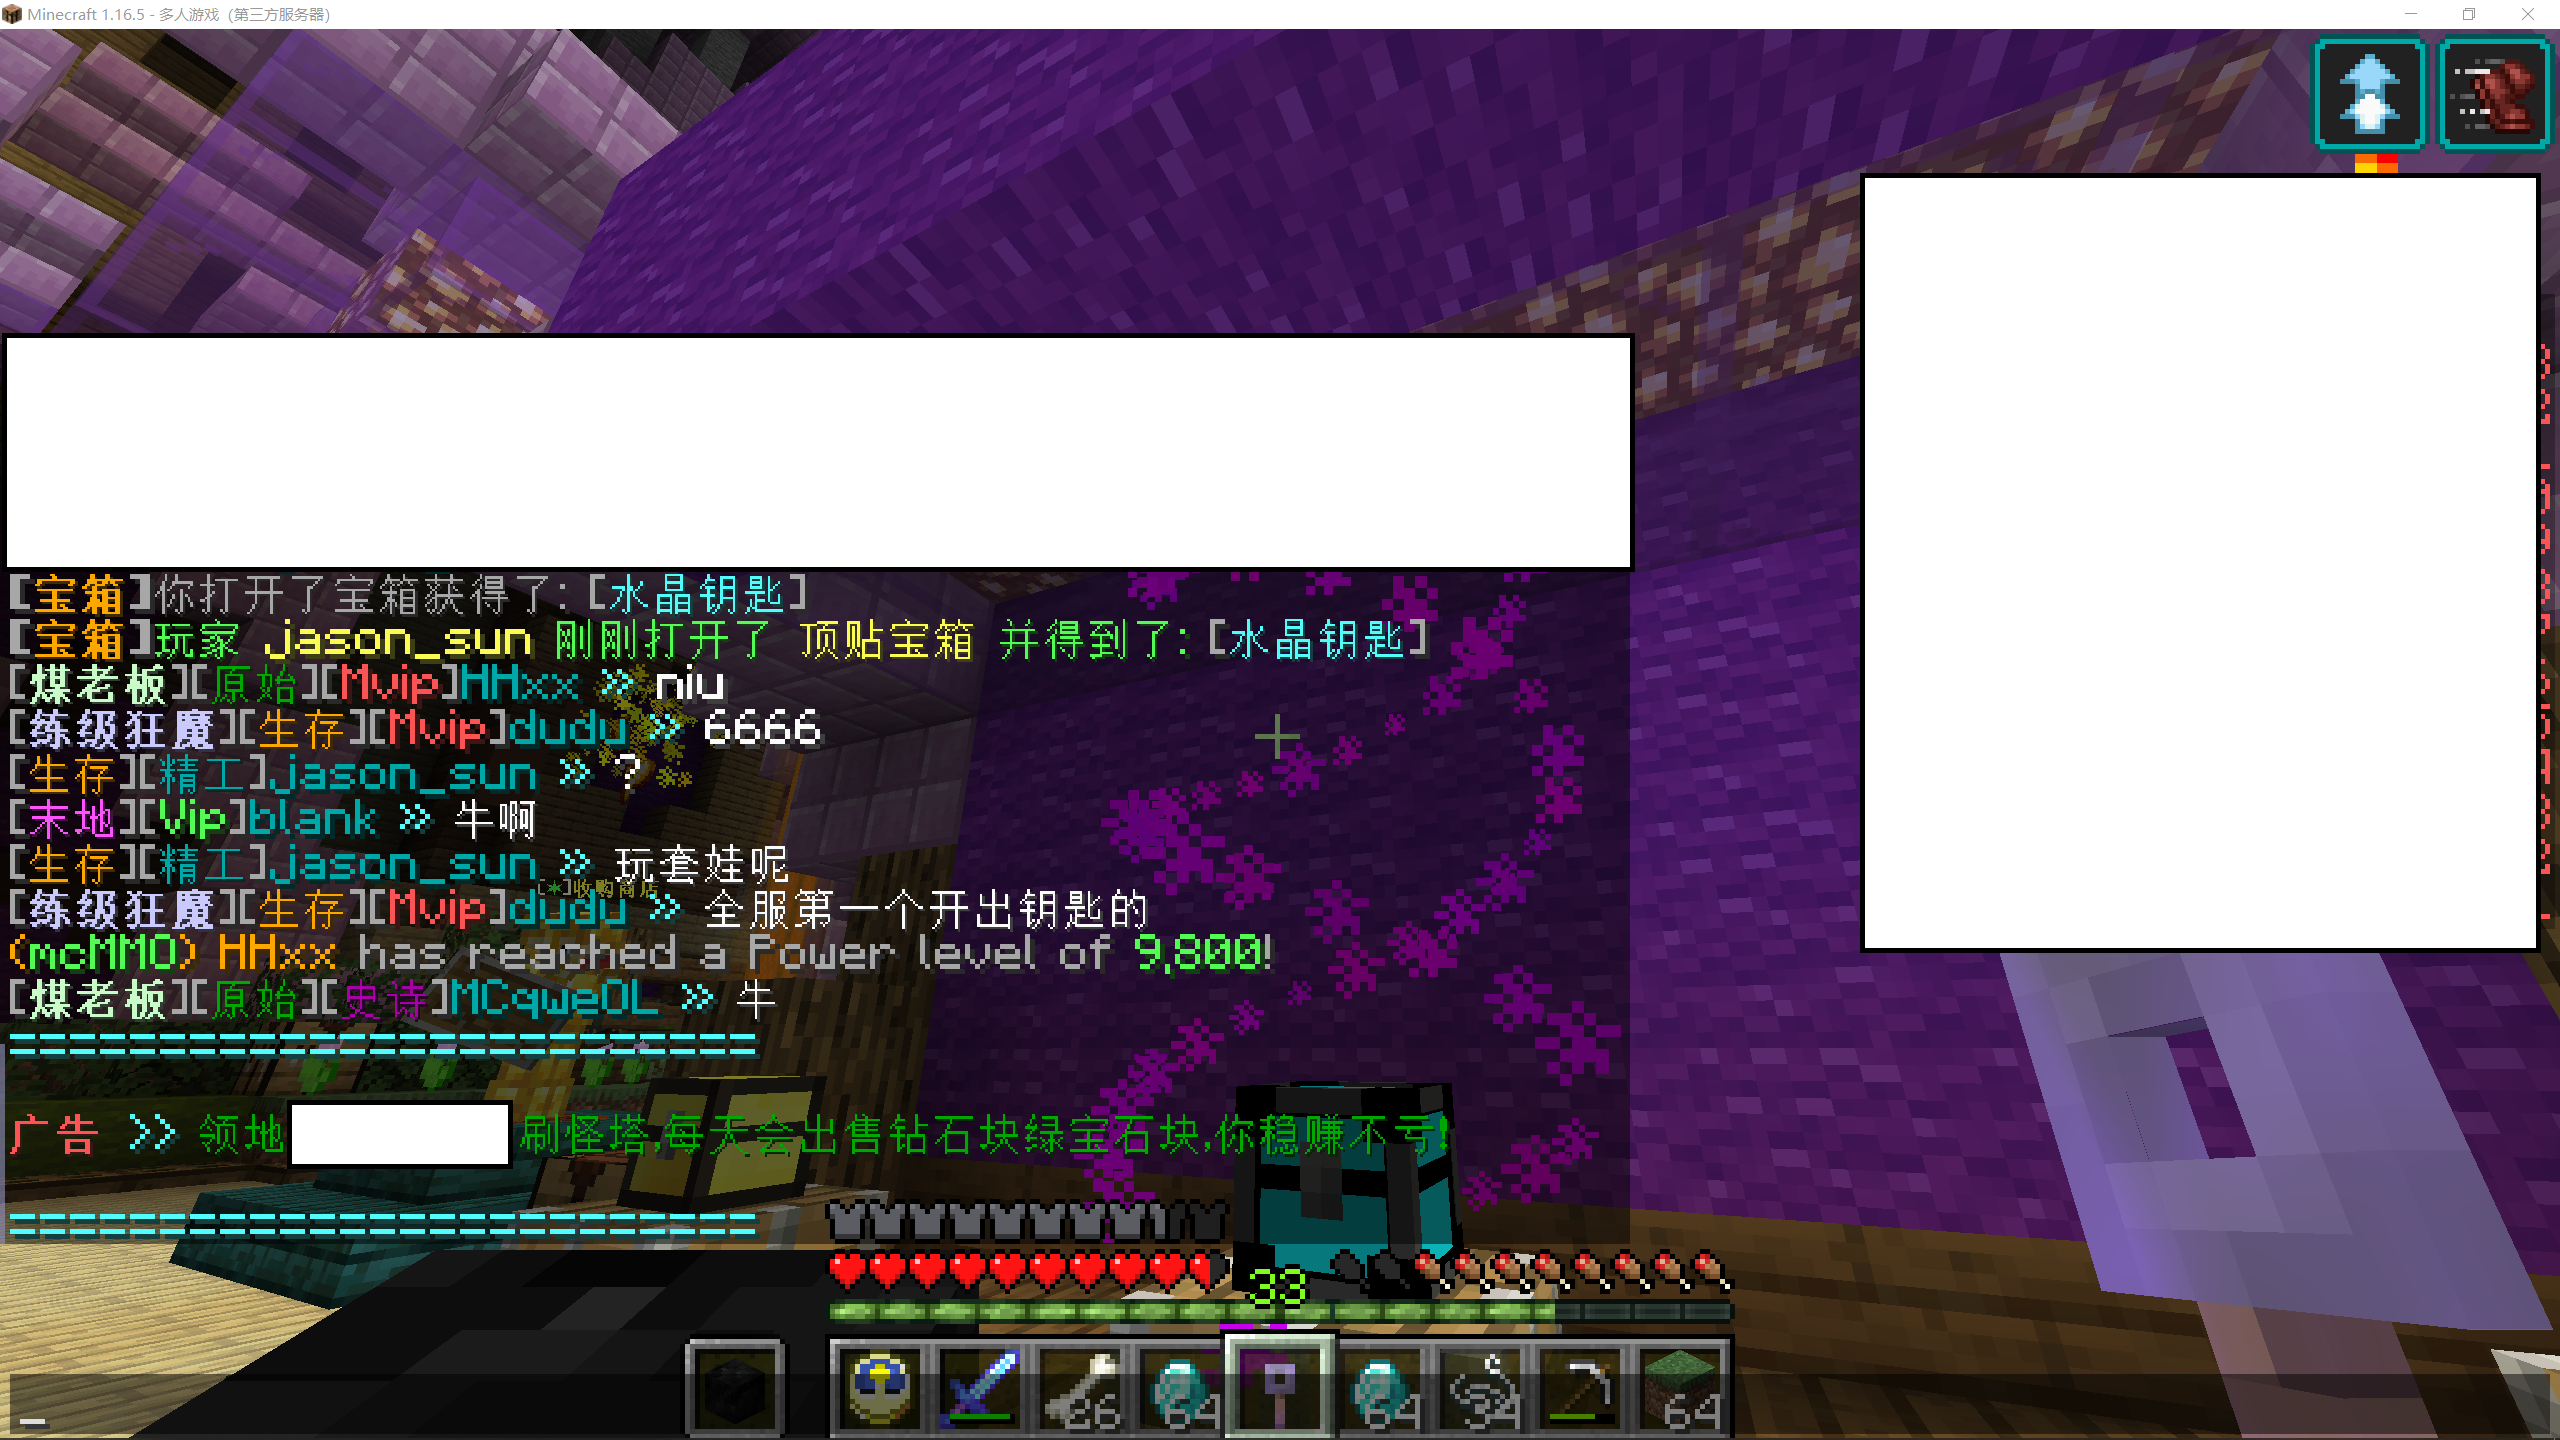 Minecraft 1.16.5 - 多人游戏 (第三方服务器)
[宝箱]你打开了宝箱获得了: [水晶钥匙]
[宝箱]玩家 jason_sun 刚刚打开了 顶贴宝箱 并得到了: [水晶钥匙]
[煤老板][原始][Mvip]HHxx » niu
[练级狂魔][生存][Mvip]dudu » 6666
[生存][精工]jason_sun » ?
[末地][Vip]blank » 牛啊
[生存][精工]jason_sun » 玩套娃呢
[*]收购商店
[练级狂魔][生存][Mvip]dudu » 全服第一个开出钥匙的
(mcMMO) HHxx has reached a Power level of 9,800!
[煤老板][原始][史诗]MCqweOL » 牛
==============================
广告 >> 领地 刷怪塔,每天会出售钻石块绿宝石块,你稳赚不亏!
==============================
33
26 64 64 34 64
_